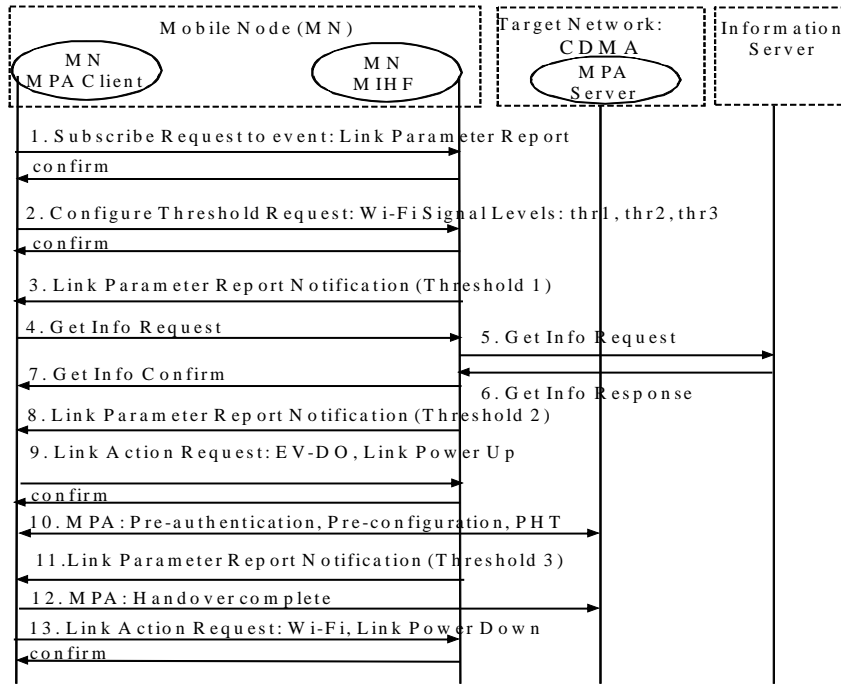 Mobile Node (MN)
Target Network:
CDMA
Information
Server
MN
MPA Client
MN
MIHF
MPA
Server
1. Subscribe Request to event: Link Parameter Report
confirm
2. Configure Threshold Request: Wi-Fi Signal Levels: thr1, thr2, thr3
confirm
3. Link Parameter Report Notification (Threshold 1)
4. Get Info Request
5. Get Info Request
7. Get Info Confirm
6. Get Info Response
8. Link Parameter Report Notification (Threshold 2)
9. Link Action Request: EV-DO, Link Power Up
confirm
10. MPA: Pre-authentication, Pre-configuration, PHT
11.Link Parameter Report Notification (Threshold 3)
12. MPA: Handover complete
13. Link Action Request: Wi-Fi, Link Power Down
confirm